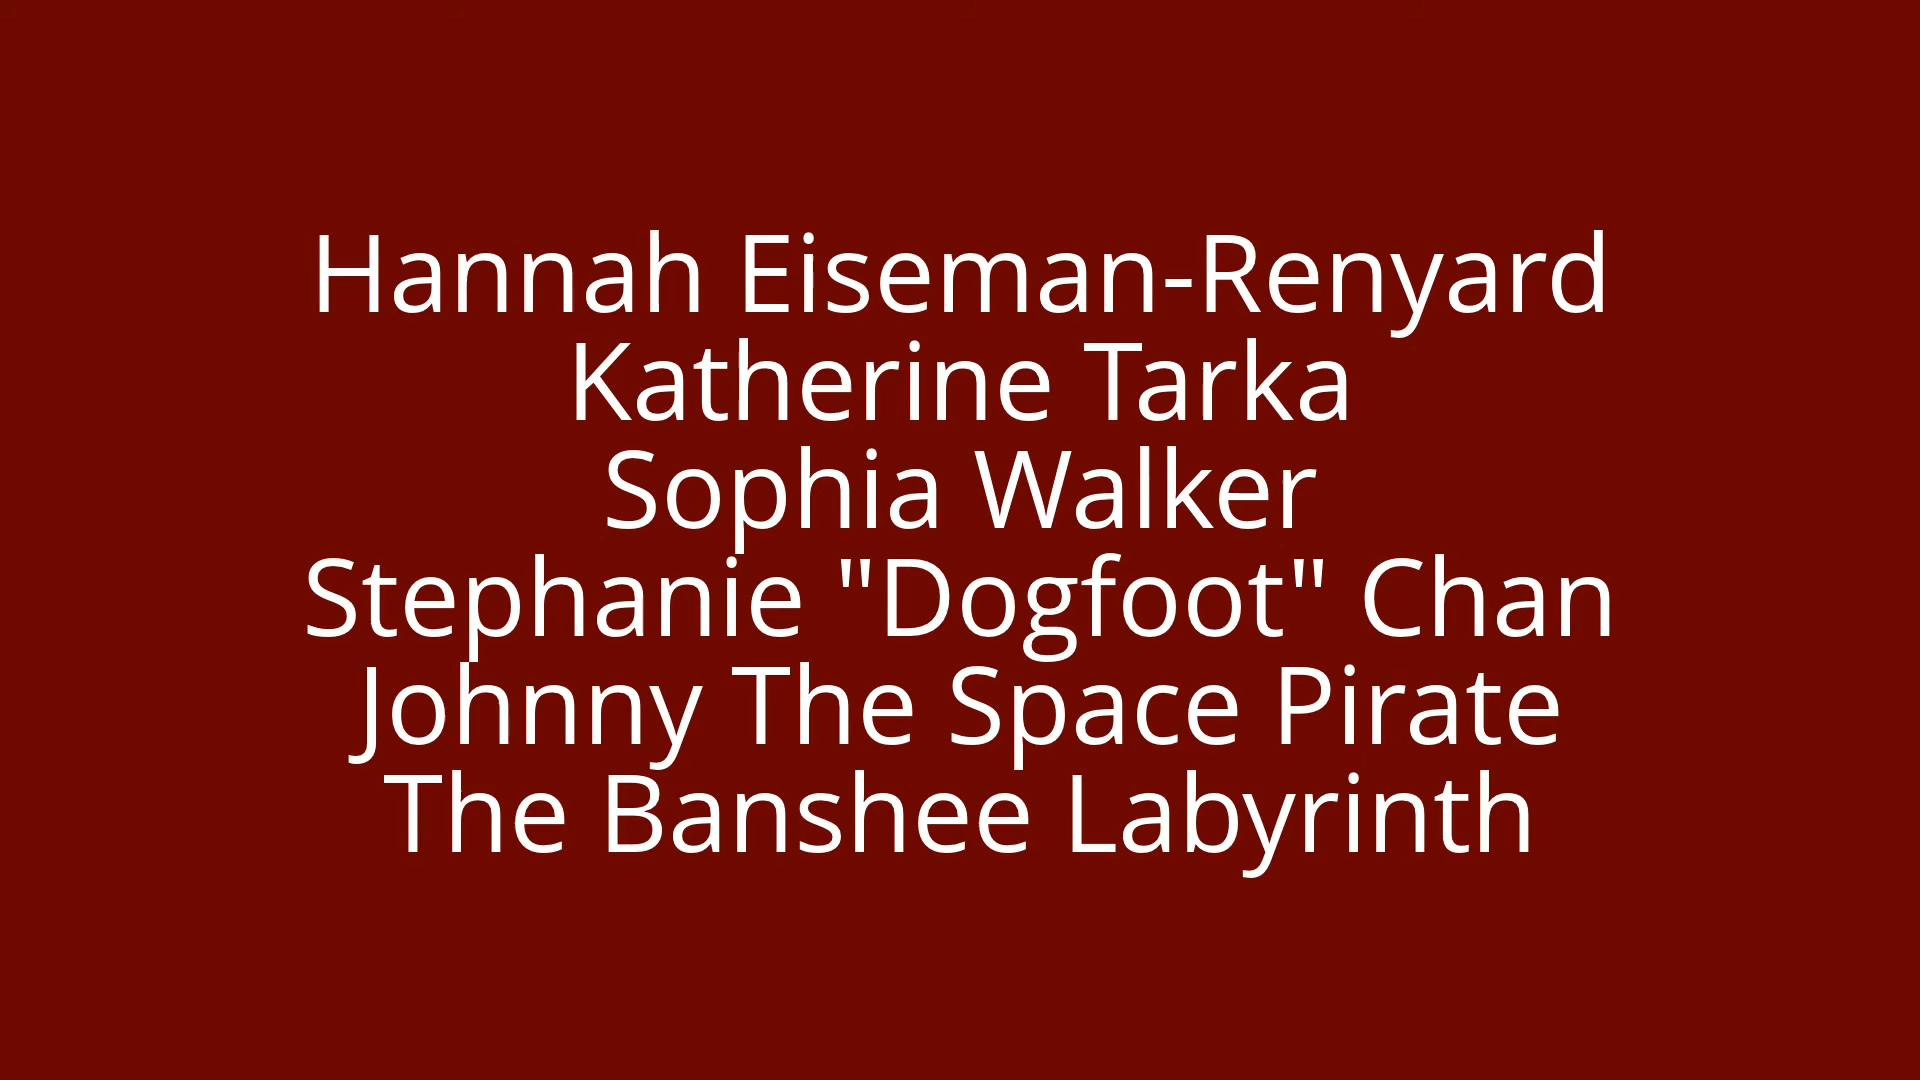 Hannah Eiseman-Renyard
Katherine Tarka
Sophia Walker
Stephanie "Dogfoot" Chan
Johnny The Space Pirate
The Banshee Labyrinth